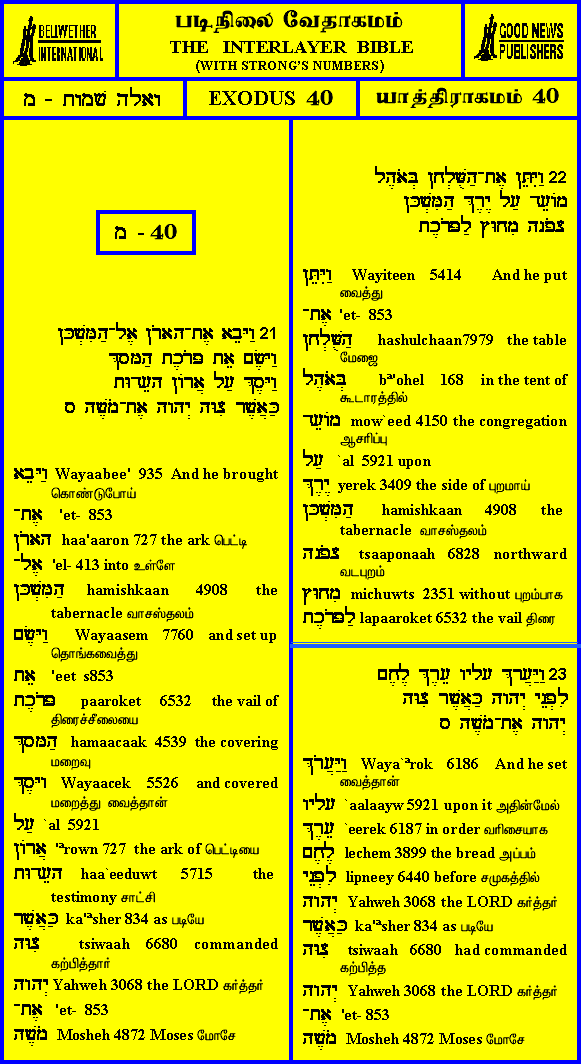 BELLWETHER
INTERNATIONAL
படிநிலை வேதாகமம்
THE INTERLAYER BIBLE
(WITH STRONG'S NUMBERS)
GOOD NEWS
PUBLISHERS
ואלה שמות - מ
EXODUS 40
யாத்திராகமம் 40
מ - 40
21 וַיָּבֵא אֶת־הָאָרֹן אֶל־הַמִּשְׁכָּן
וַיָּשֶׂם אֵת פָּרֹכֶת הַמָּסָךְ
וַיָּסֶךְ עַל אֲרוֹן הָעֵדוּת
כַּאֲשֶׁר צִוָּה יְהוָה אֶת־מֹשֶׁה ס
וַיָּבֵא Wayaabee' 935 And he brought
கொண்டுபோய்
אֶת־ 'et- 853
הָאָרֹן haa'aaron 727 the ark பெட்டி
אֶל־ 'el- 413 into உள்ளே
הַמִּשְׁכָּן hamishkaan 4908 the
tabernacle வாசஸ்தலம்
וַיָּשֶׂם Wayaasem 7760 and set up
தொங்கவைத்து
אֵת 'eet s853
פָּרֹכֶת paaroket 6532 the vail of
திரைச்சீலையை
הַמָּסָךְ hamaacaak 4539 the covering
மறைவு
וַיָּסֶךְ Wayaacek 5526 and covered
மறைத்து வைத்தான்
עַל `al 5921
אֲרוֹן 'ªrown 727 the ark of பெட்டியை
הָעֵדוּת haa`eeduwt 5715 the
testimony சாட்சி
כַּאֲשֶׁר ka'ªsher 834 as படியே
צִוָּה tsiwaah 6680 commanded
கற்பித்தார்
יְהוָה Yahweh 3068 the LORD கர்த்தர்
אֶת־ 'et- 853
מֹשֶׁה Mosheh 4872 Moses மோசே
22 וַיִּתֵּן אֶת־הַשֻּׁלְחָן בְּאֹהֶל
מוֹעֵד עַל יֶרֶךְ הַמִּשְׁכָּן
צָפֹנָה מִחוּץ לַפָּרֹכֶת
וַיִּתֵּן Wayiteen 5414 And he put
வைத்து
אֶת־ 'et- 853
הַשֻּׁלְחָן hashulchaan7979 the table
மேஜை
בְּאֹהֶל bª'ohel 168 in the tent of
கூடாரத்தில்
מוֹעֵד mow`eed 4150 the congregation
ஆசரிப்பு
עַל `al 5921 upon
יֶרֶךְ yerek 3409 the side of புறமாய்
הַמִּשְׁכָּן hamishkaan 4908 the
tabernacle வாசஸ்தலம்
צָפֹנָה tsaaponaah 6828 northward
வடபுறம்
מִחוּץ michuwts 2351 without புறம்பாக
לַפָּרֹכֶת lapaaroket 6532 the vail திரை
23 וַיַּעֲרֹךְ עָלָיו עֵרֶךְ לֶחֶם
לִפְנֵי יְהוָה כַּאֲשֶׁר צִוָּה
יְהוָה אֶת־מֹשֶׁה ס
וַיַּעֲרֹךְ Waya`ªrok 6186 And he set
வைத்தான்
עָלָיו `aalaayw 5921 upon it அதின்மேல்
עֵרֶךְ `eerek 6187 in order வரிசையாக
לֶחֶם lechem 3899 the bread அப்பம்
לִפְנֵי lipneey 6440 before சமுகத்தில்
יְהוָה Yahweh 3068 the LORD கர்த்தர்
כַּאֲשֶׁר ka'ªsher 834 as படியே
צִוָּה tsiwaah 6680 had commanded
கற்பித்த
יְהוָה Yahweh 3068 the LORD கர்த்தர்
אֶת־ 'et- 853
מֹשֶׁה Mosheh 4872 Moses மோசே